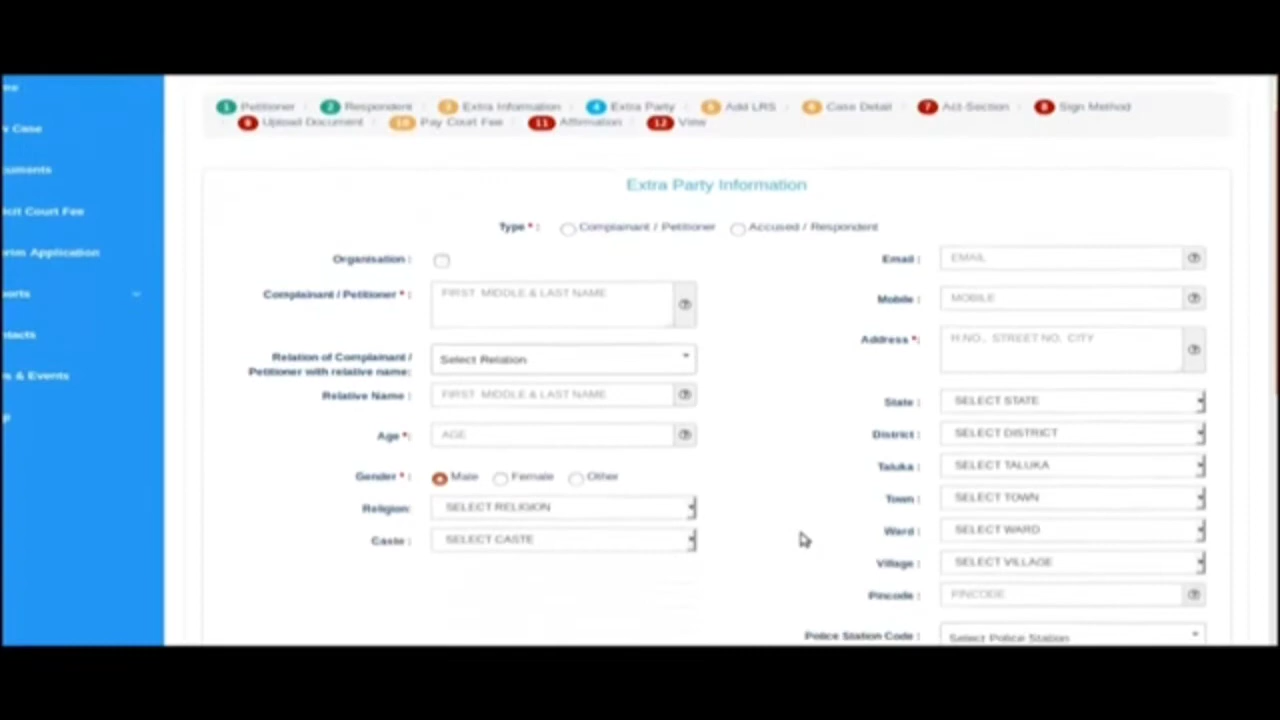 1 Petitioner 2 Respondent 3 Extra Information 4 Extra Party 5 Add LRS 6 Case Detail 7 Act-Section 8 Sign Method
9 Upload Document 10 Pay Court Fee 11 Affirmation 12 View
Case
Court Fee
Application
& Events
Extra Party Information
Type * : Complainant / Petitioner Accused / Respondent
Organisation :
Complainant / Petitioner * : FIRST MIDDLE & LAST NAME
Relation of Complainant /
Petitioner with relative name: Select Relation
Relative Name : FIRST MIDDLE & LAST NAME
Age *: AGE
Gender * : Male Female Other
Religion: SELECT RELIGION
Caste : SELECT CASTE
Email : EMAIL
Mobile : MOBILE
Address *: H.NO., STREET NO, CITY
State : SELECT STATE
District : SELECT DISTRICT
Taluka : SELECT TALUKA
Town : SELECT TOWN
Ward : SELECT WARD
Village : SELECT VILLAGE
Pincode : PINCODE
Police Station Code : Select Police Station